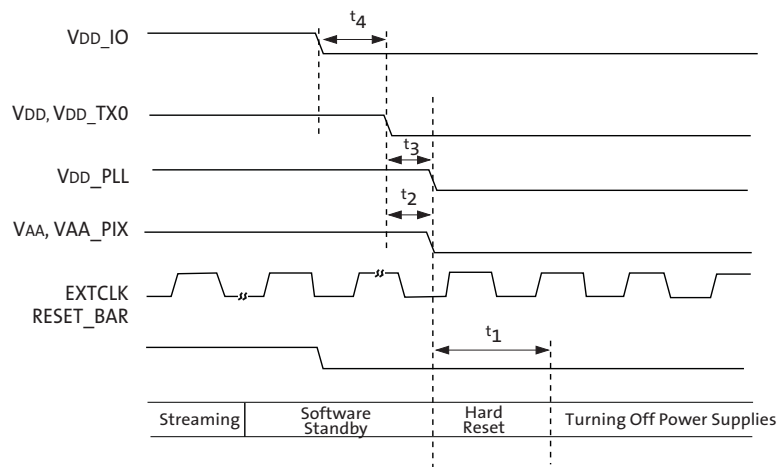 t4
VDD_IO
VDD, VDD_TX0
t3
VDD_PLL
t2
VAA, VAA_PIX
EXTCLK
RESET_BAR
t1
Streaming
Software
Standby
Hard
Reset
Turning Off Power Supplies